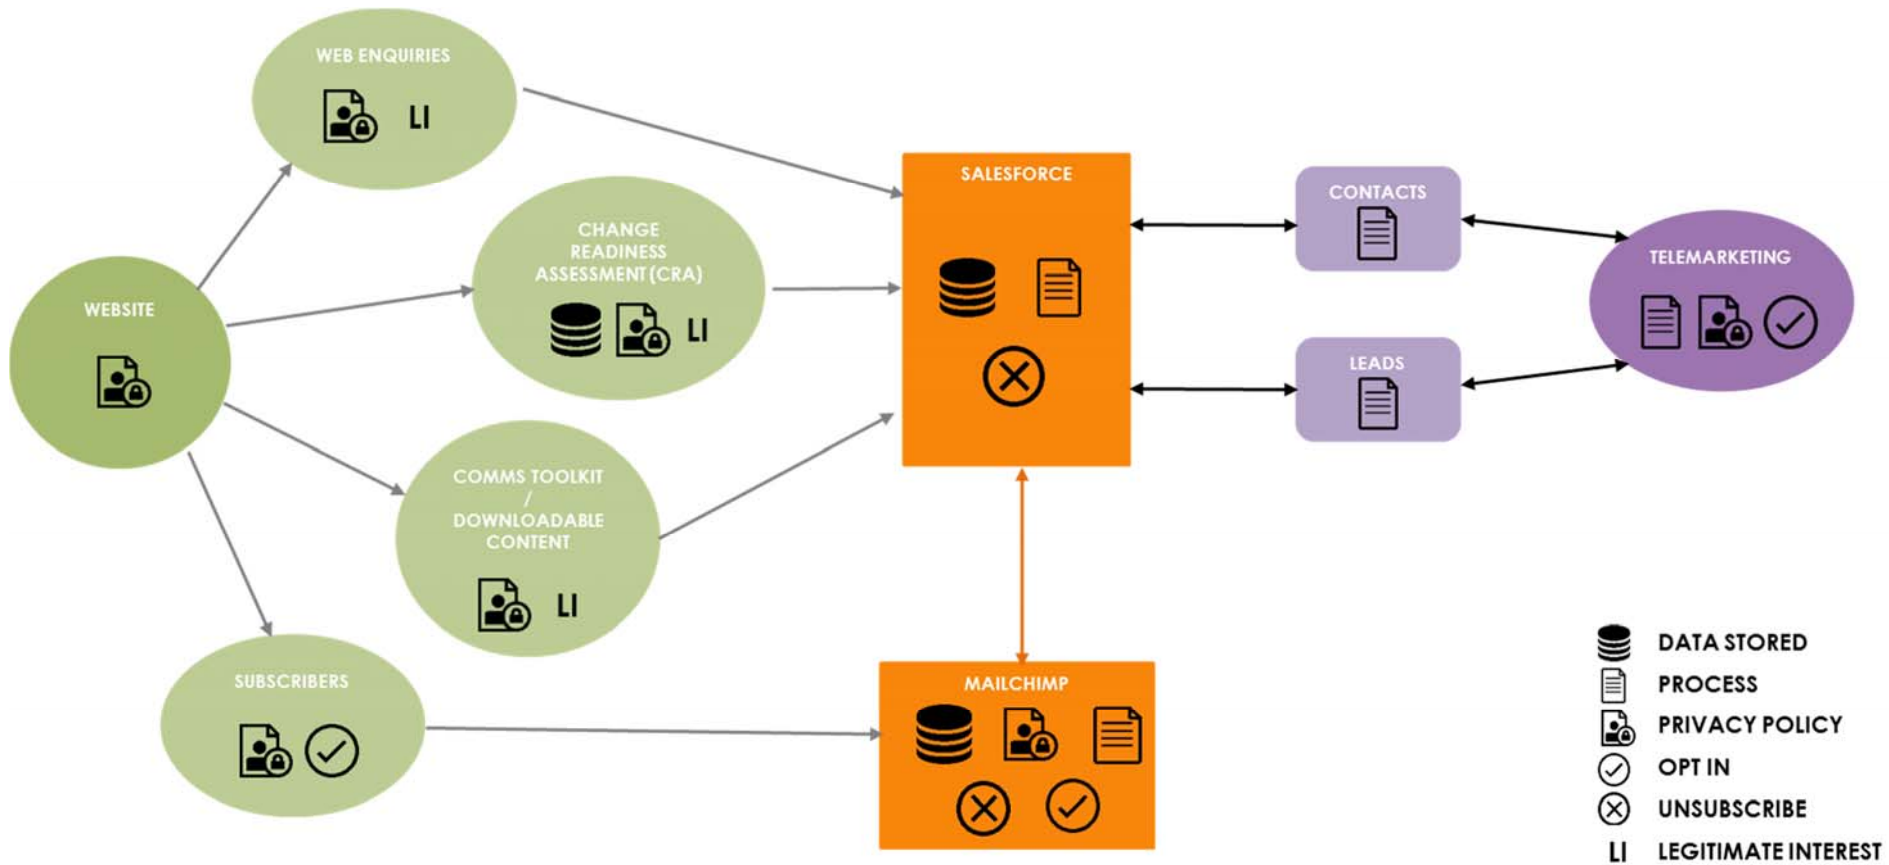 WEB ENQUIRIES
LI
CHANGE
READINESS
ASSESSMENT (CRA)
LI
WEBSITE
COMMS TOOLKIT
/
DOWNLOADABLE
CONTENT
LI
SUBSCRIBERS
SALESFORCE
MAILCHIMP
CONTACTS
LEADS
TELEMARKETING
DATA STORED
PROCESS
PRIVACY POLICY
OPT IN
UNSUBSCRIBE
LI LEGITIMATE INTEREST